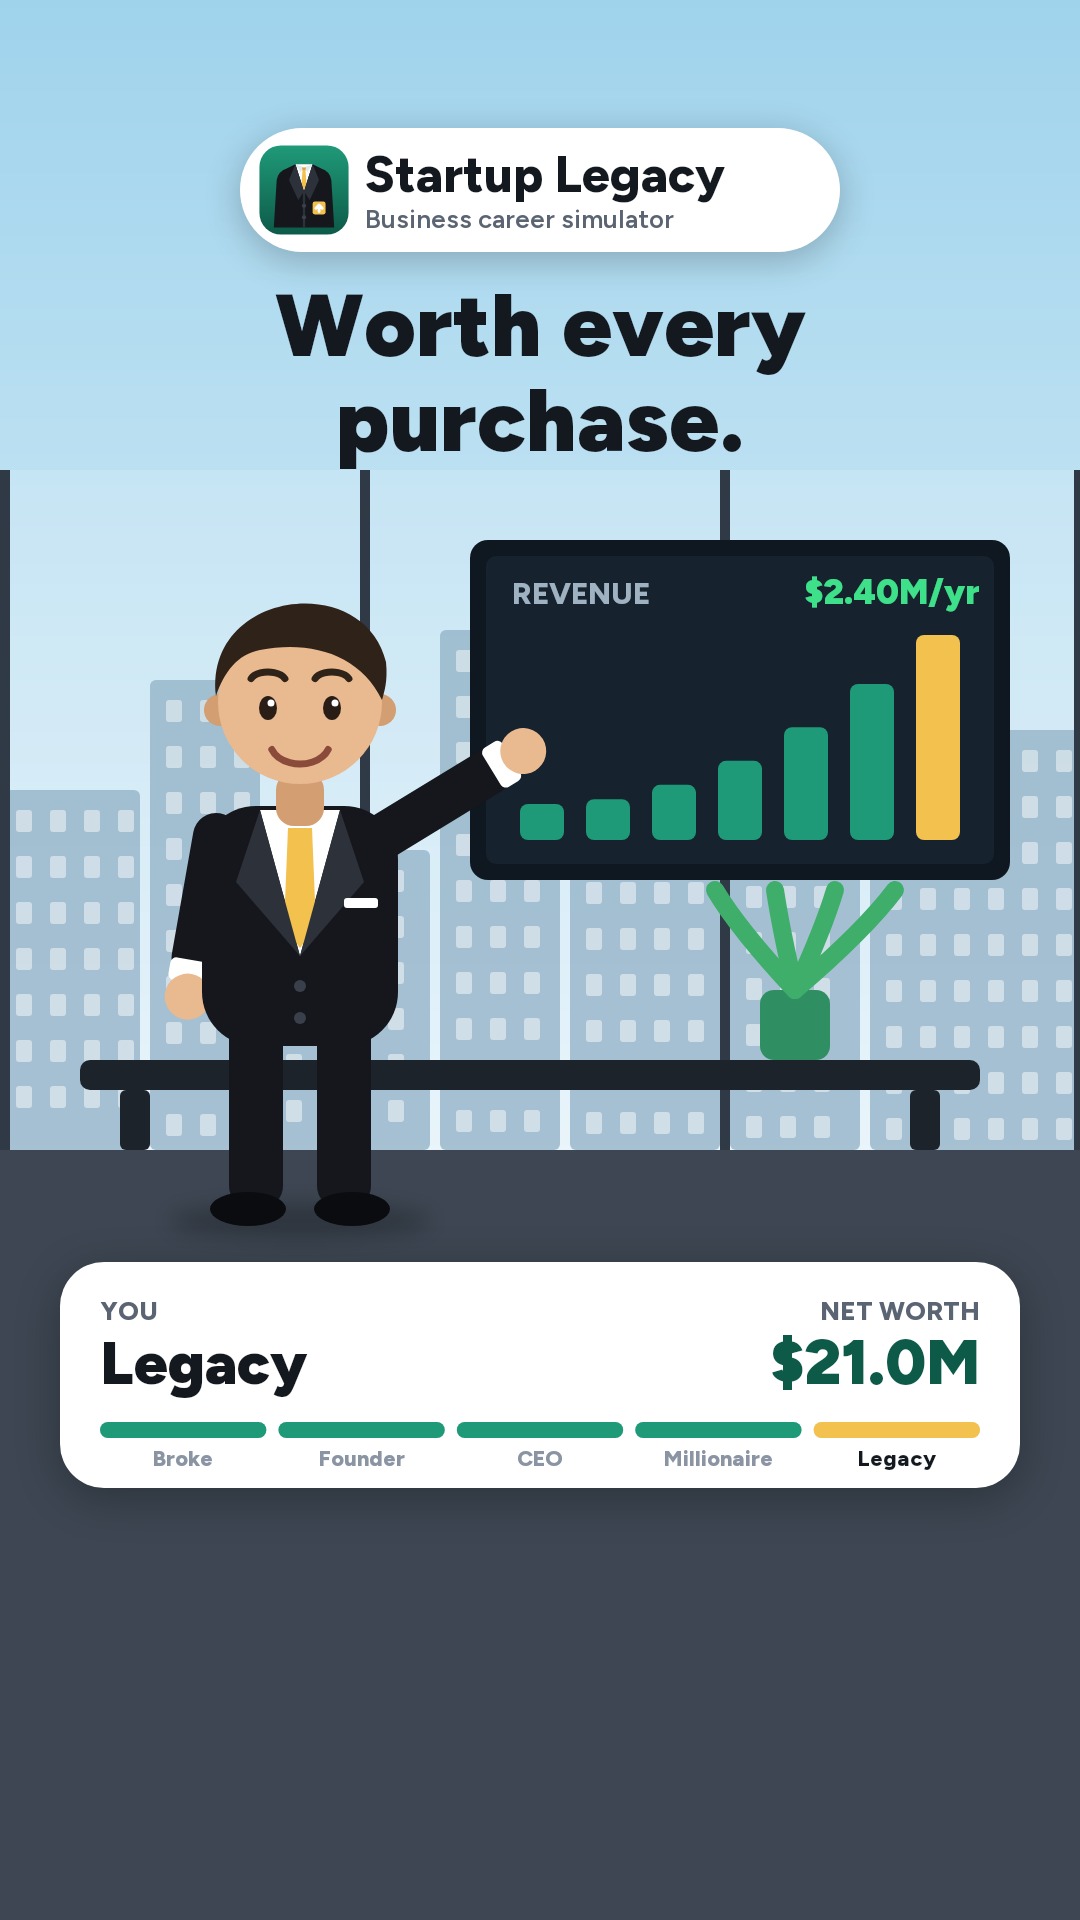 Startup Legacy
Business career simulator
Worth every
purchase.
REVENUE
$2.40M/yr
YOU
NET WORTH
Legacy
$21.0M
Broke
Founder
CEO
Millionaire
Legacy